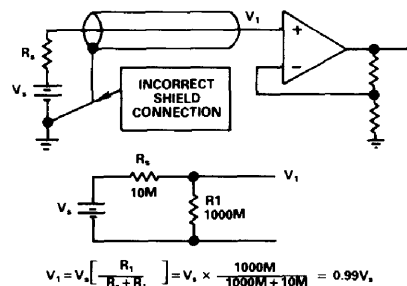 V₁
+
−
Rₛ
Vₛ
INCORRECT
SHIELD
CONNECTION
Rₛ
10M
V₁
Vₛ
R1
1000M
V₁ = Vₛ [ R₁ / Rₛ + R₁ ] = Vₛ × 1000M / 1000M + 10M = 0.99Vₛ